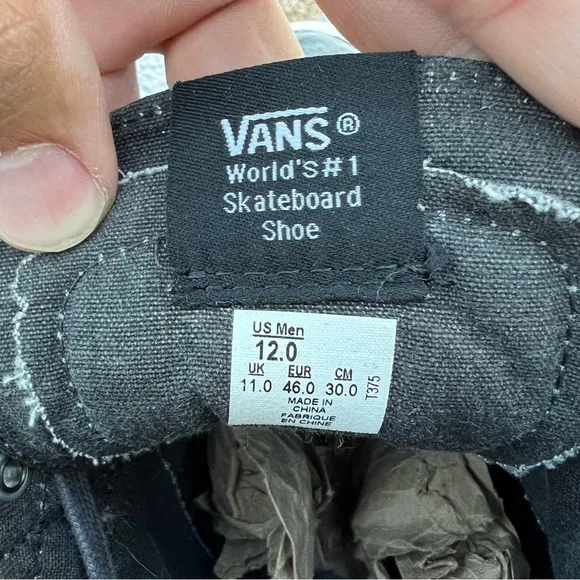 VANS®
World's #1
Skateboard
Shoe
US Men
12.0
UK EUR CM
11.0 46.0 30.0
MADE IN
CHINA
FABRIQUE
EN CHINE
T375